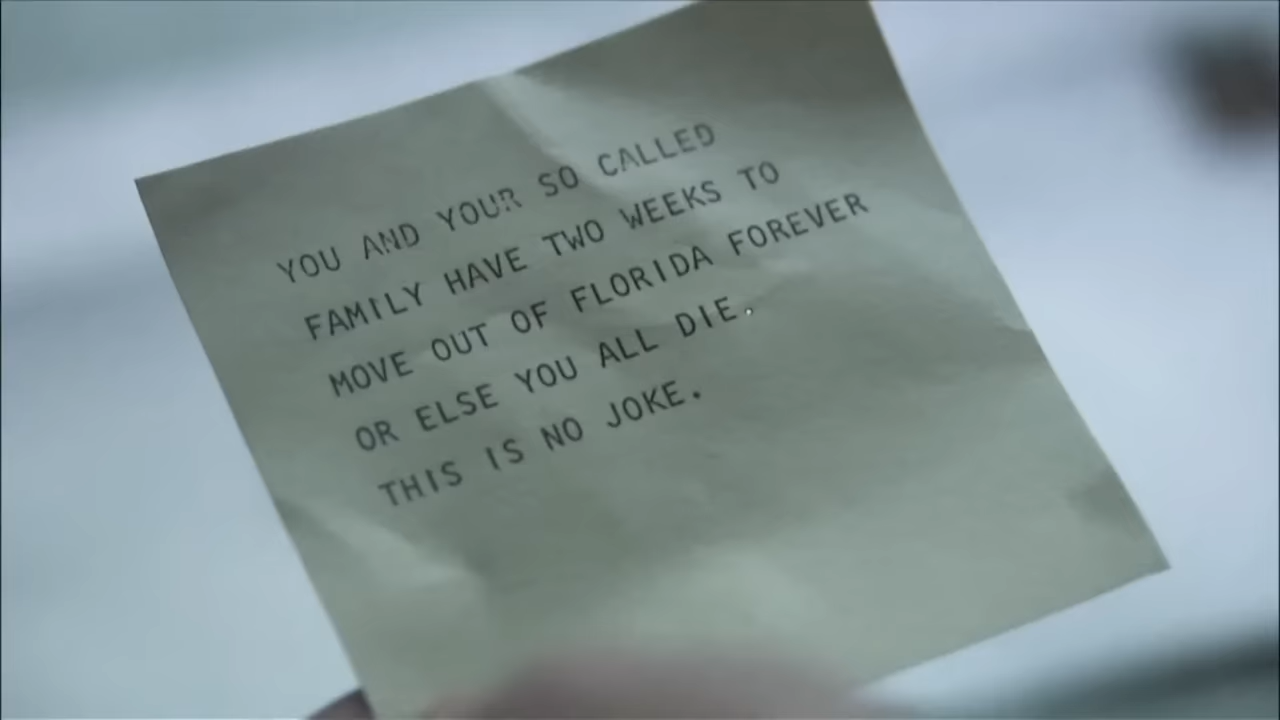 YOU AND YOUR SO CALLED
FAMILY HAVE TWO WEEKS TO
MOVE OUT OF FLORIDA FOREVER
OR ELSE YOU ALL DIE.
THIS IS NO JOKE.